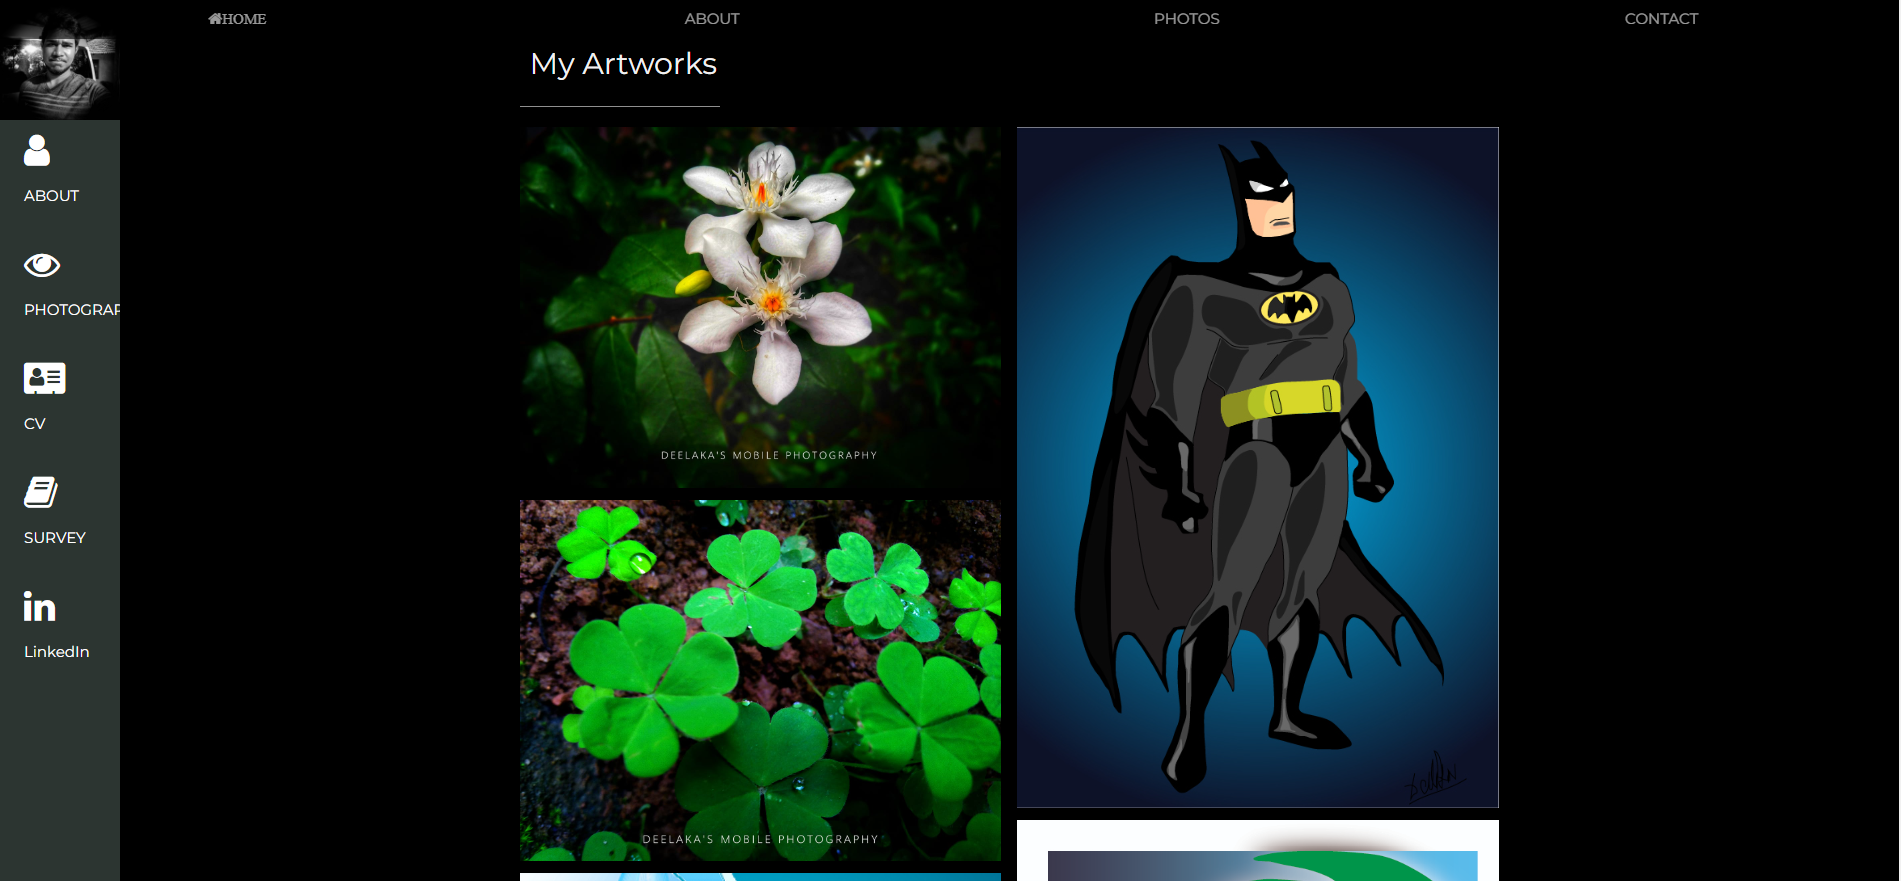 HOME
ABOUT
PHOTOS
CONTACT
My Artworks
ABOUT
PHOTOGRAP
CV
SURVEY
LinkedIn
DEELAKA'S MOBILE PHOTOGRAPHY
DEELAKA'S MOBILE PHOTOGRAPHY